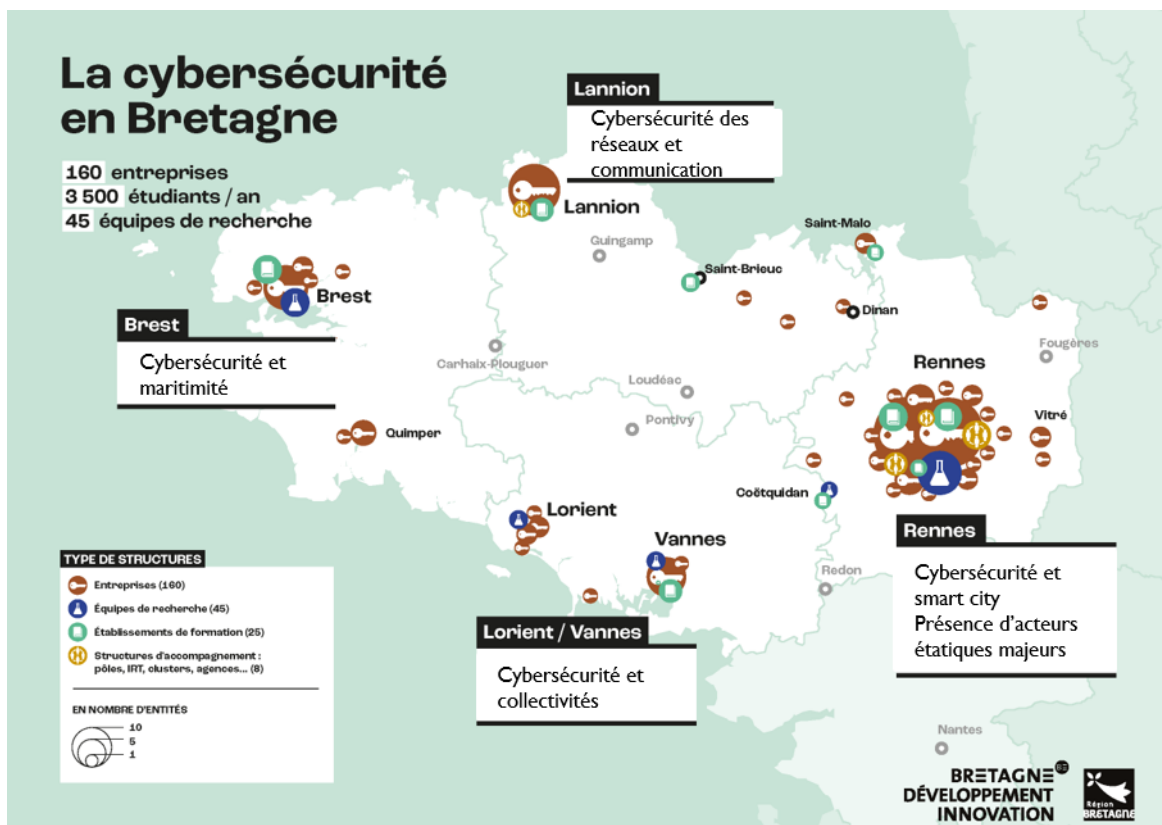 La cybersécurité
en Bretagne
160 entreprises
3 500 étudiants / an
45 équipes de recherche
Lannion
Cybersécurité des
réseaux et
communication
Lannion
Guingamp
Saint-Malo
Saint-Brieuc
Dinan
Brest
Brest
Cybersécurité et
maritimité
Carhaix-Plouguer
Loudéac
Pontivy
Fougères
Rennes
Vitré
Quimper
Coëtquidan
Lorient
Vannes
Redon
Rennes
Cybersécurité et
smart city
Présence d'acteurs
étatiques majeurs
Lorient / Vannes
Cybersécurité et
collectivités
TYPE DE STRUCTURES
Entreprises (160)
Équipes de recherche (45)
Établissements de formation (25)
Structures d'accompagnement :
pôles, IRT, clusters, agences... (8)
EN NOMBRE D'ENTITÉS
10
5
1
Nantes
BRETAGNE
DÉVELOPPEMENT
INNOVATION
Région
BRETAGNE